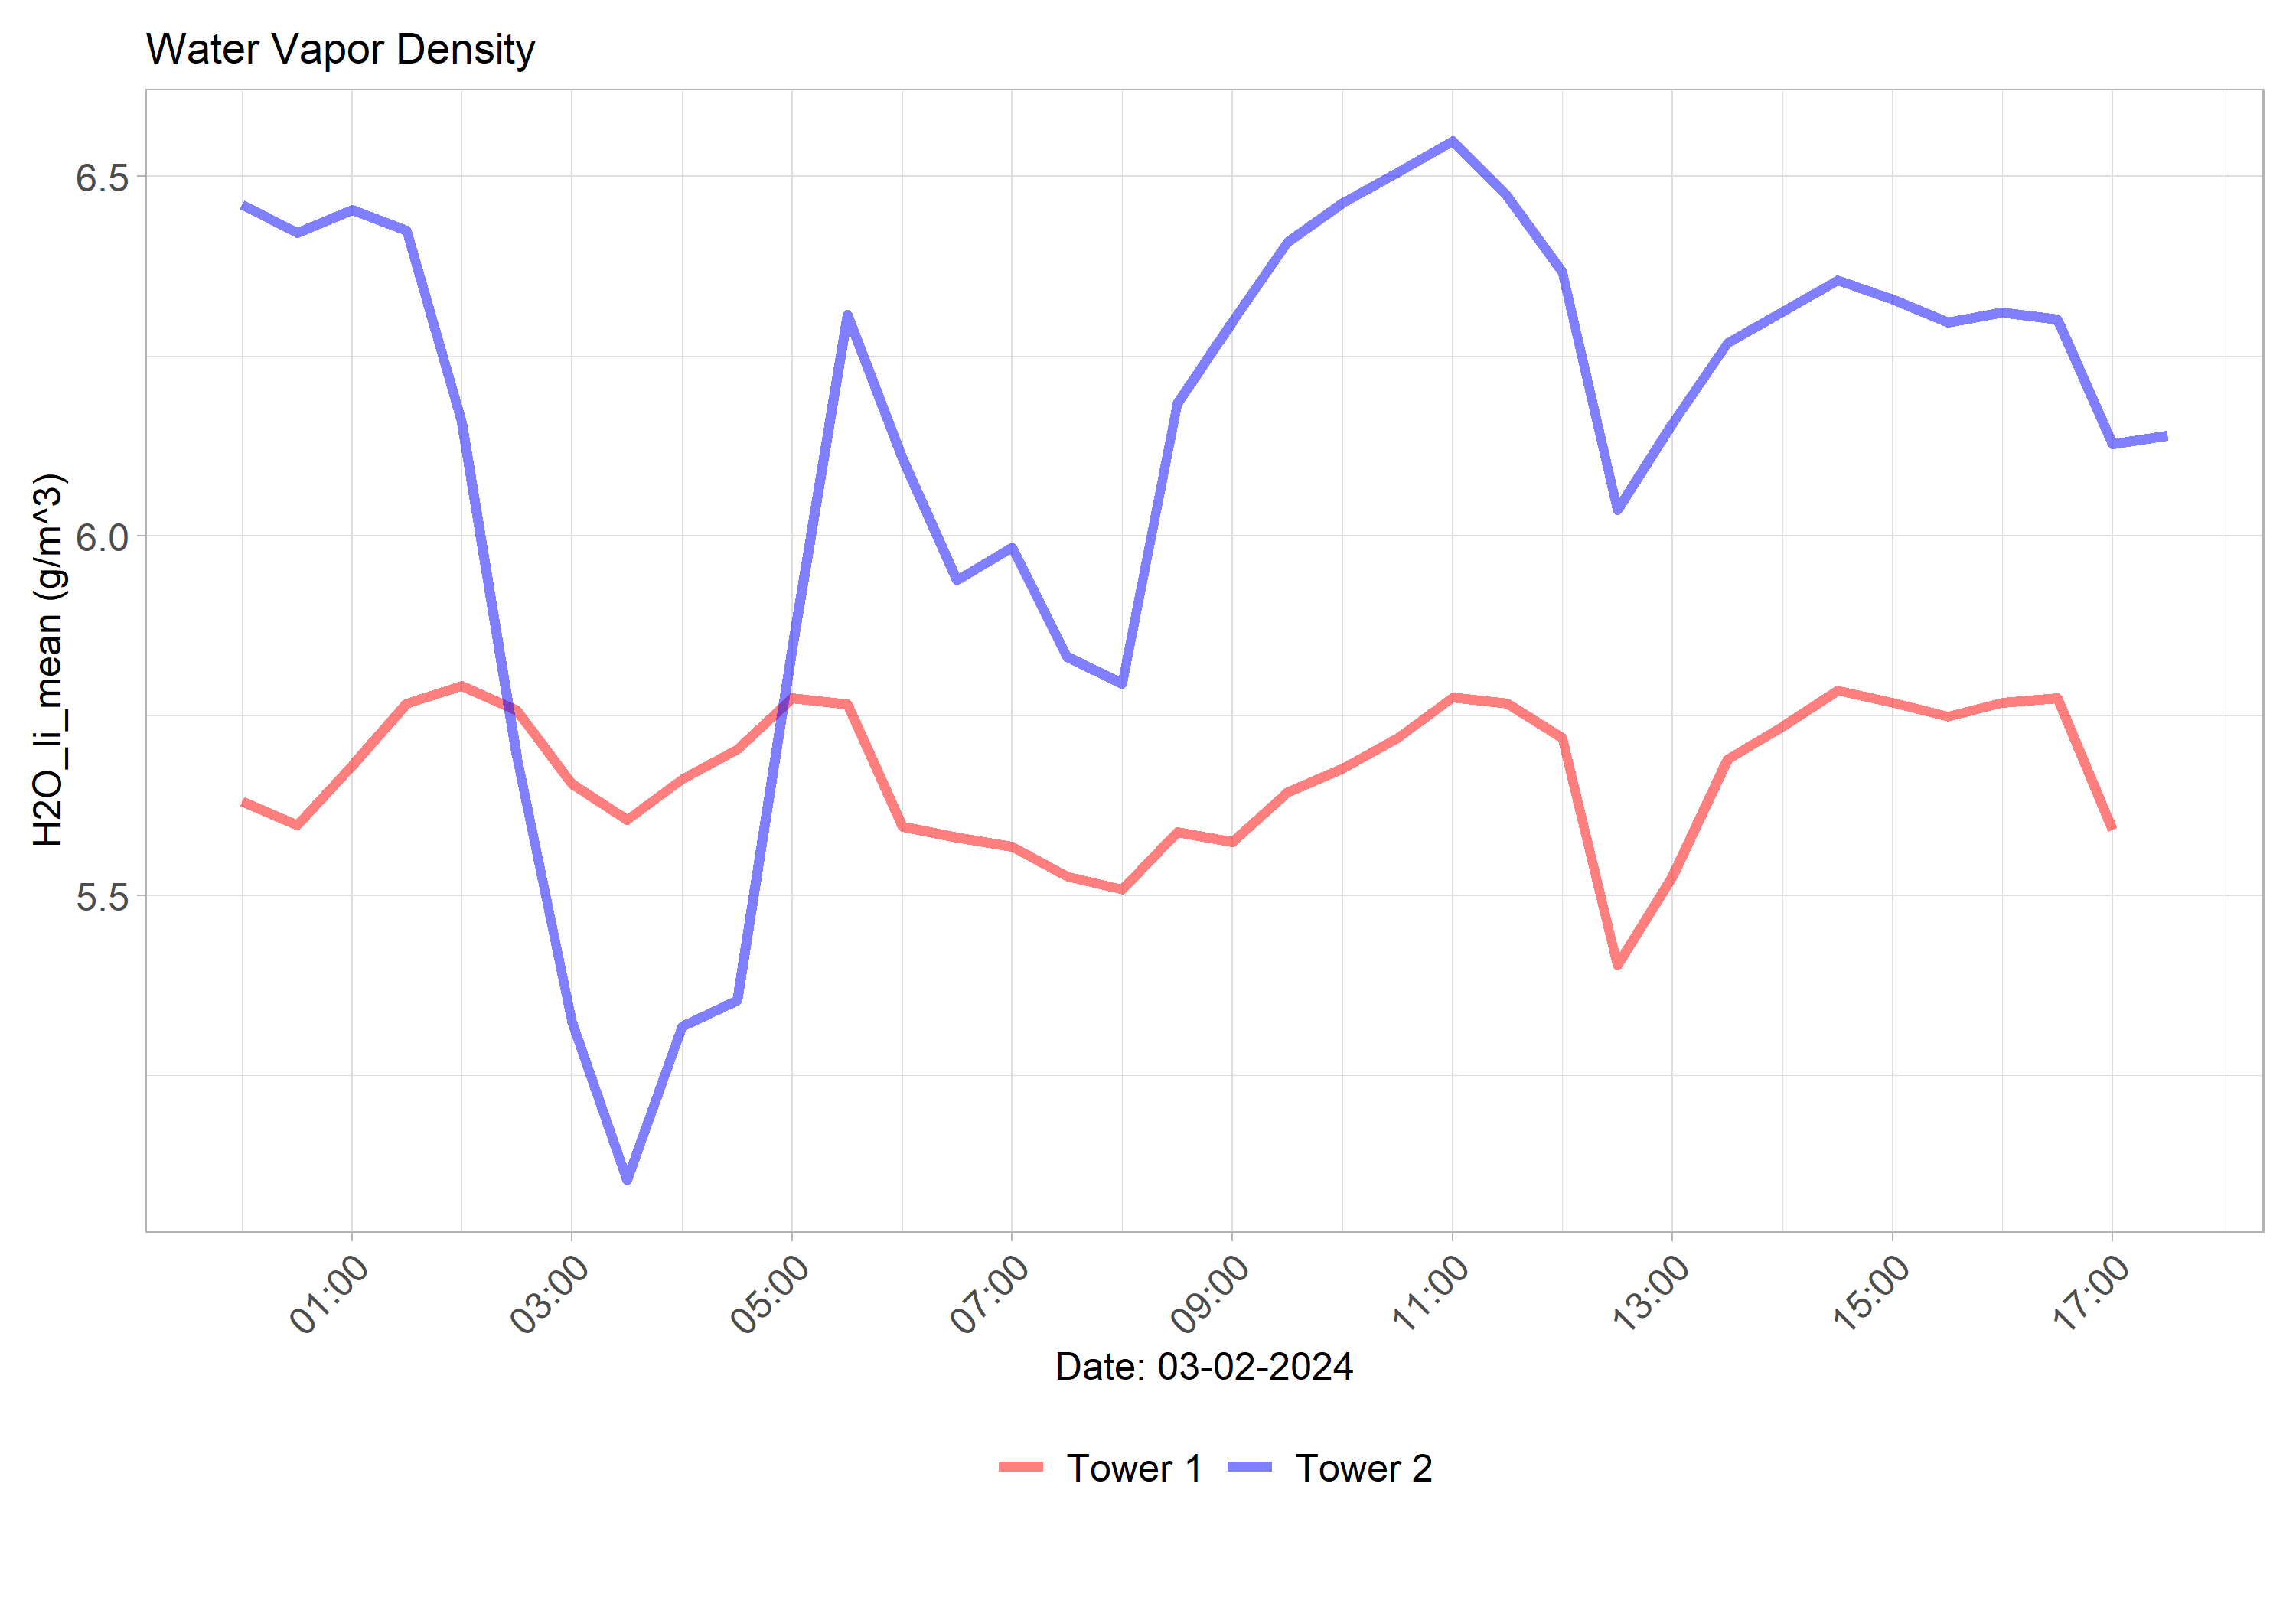 Water Vapor Density
H2O_li_mean (g/m^3)
6.5
6.0
5.5
01:00 03:00 05:00 07:00 09:00 11:00 13:00 15:00 17:00
Date: 03-02-2024
Tower 1 Tower 2